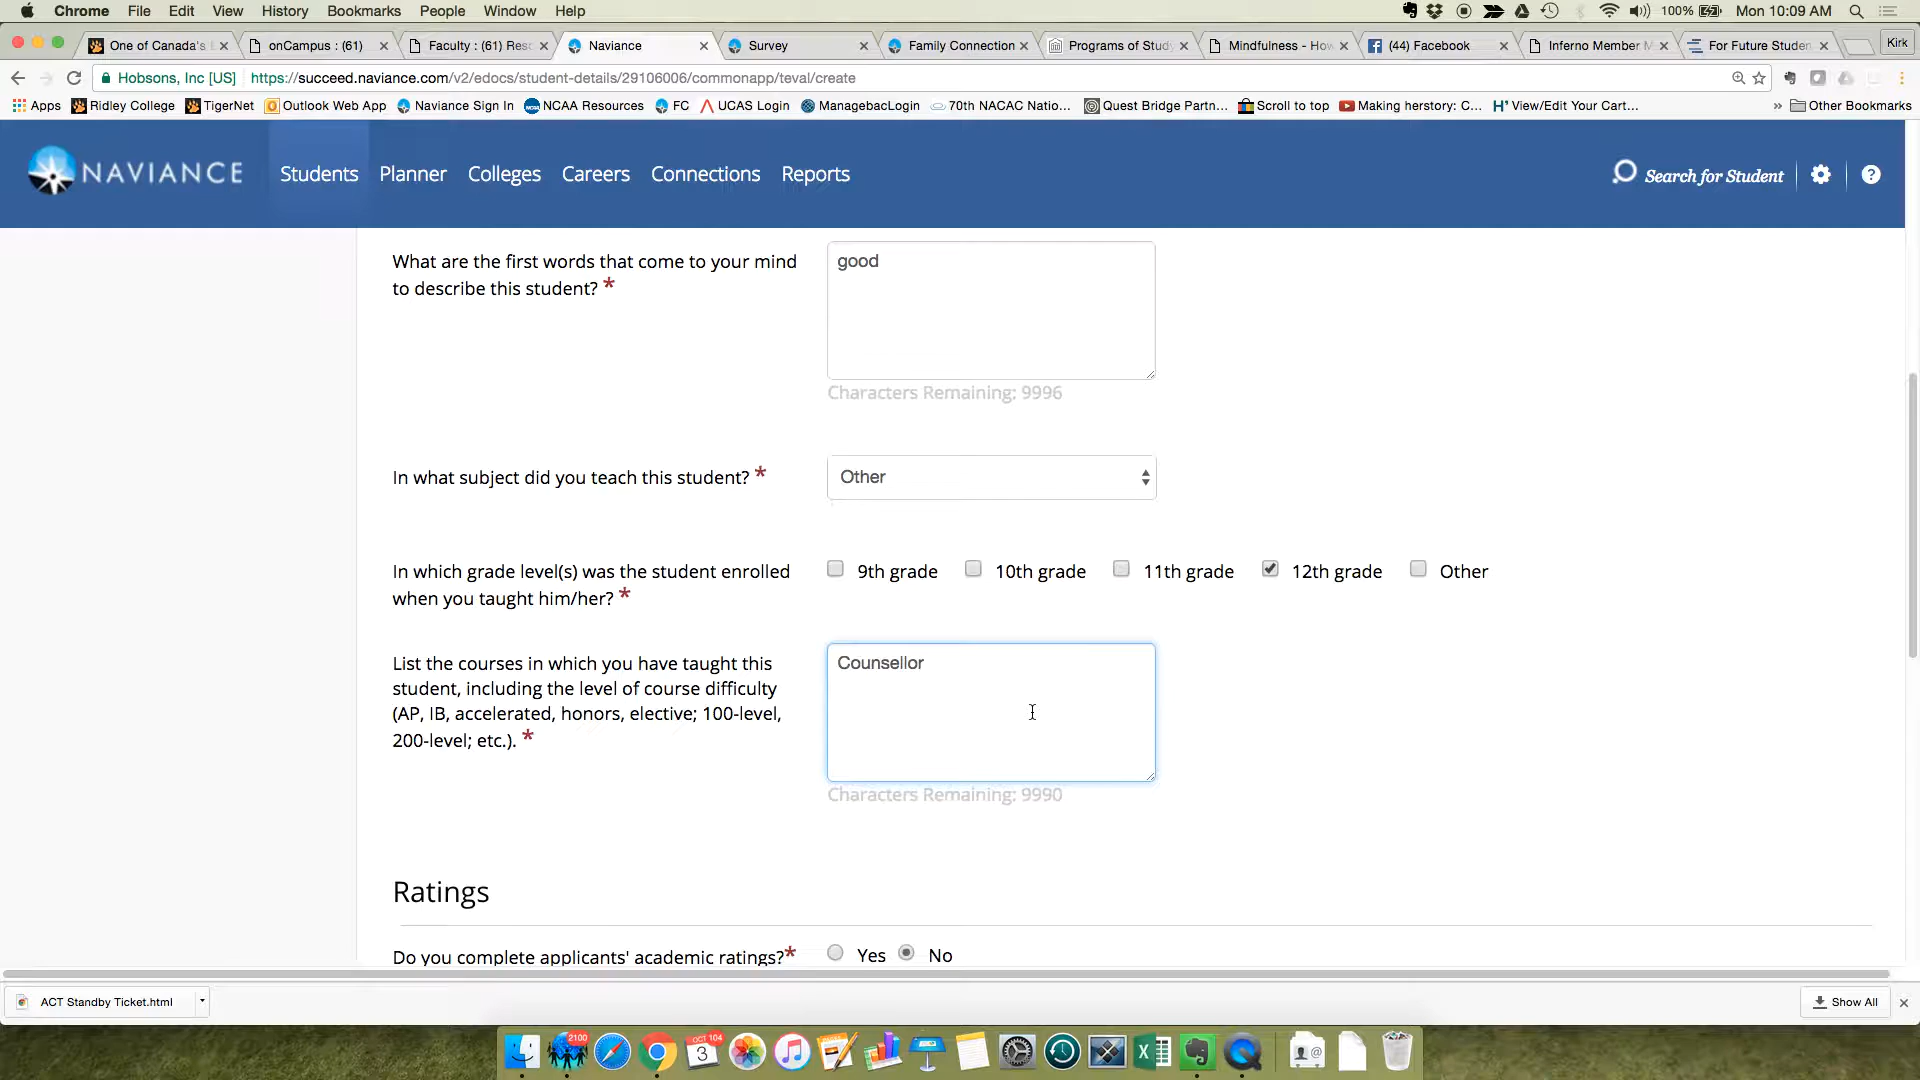 Chrome File Edit View History Bookmarks People Window Help
100% Mon 10:09 AM
One of Canada's
onCampus : (61)
Faculty : (61) Res
Naviance
Survey
Family Connection
Programs of Study
Mindfulness - How
(44) Facebook
Inferno Member M
For Future Studen
Kirk
Hobsons, Inc [US] https://succeed.naviance.com/v2/edocs/student-details/29106006/commonapp/teval/create
Apps Ridley College TigerNet Outlook Web App Naviance Sign In NCAA Resources FC UCAS Login ManagebacLogin 70th NACAC Natio... Quest Bridge Partn... Scroll to top Making herstory: C... View/Edit Your Cart... » Other Bookmarks
NAVIANCE
Students Planner Colleges Careers Connections Reports
Search for Student
What are the first words that come to your mind
to describe this student? *
good
Characters Remaining: 9996
In what subject did you teach this student? *
Other
In which grade level(s) was the student enrolled
when you taught him/her? *
9th grade 10th grade 11th grade 12th grade Other
List the courses in which you have taught this
student, including the level of course difficulty
(AP, IB, accelerated, honors, elective; 100-level,
200-level; etc.). *
Counsellor
Characters Remaining: 9990
Ratings
Do you complete applicants' academic ratings?*
Yes No
ACT Standby Ticket.html
Show All
2100
OCT 104
3